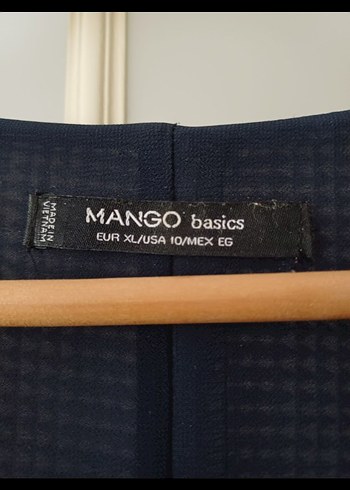 MADE IN
VIETNAM
MANGO basics
EUR XL/USA 10/MEX EG